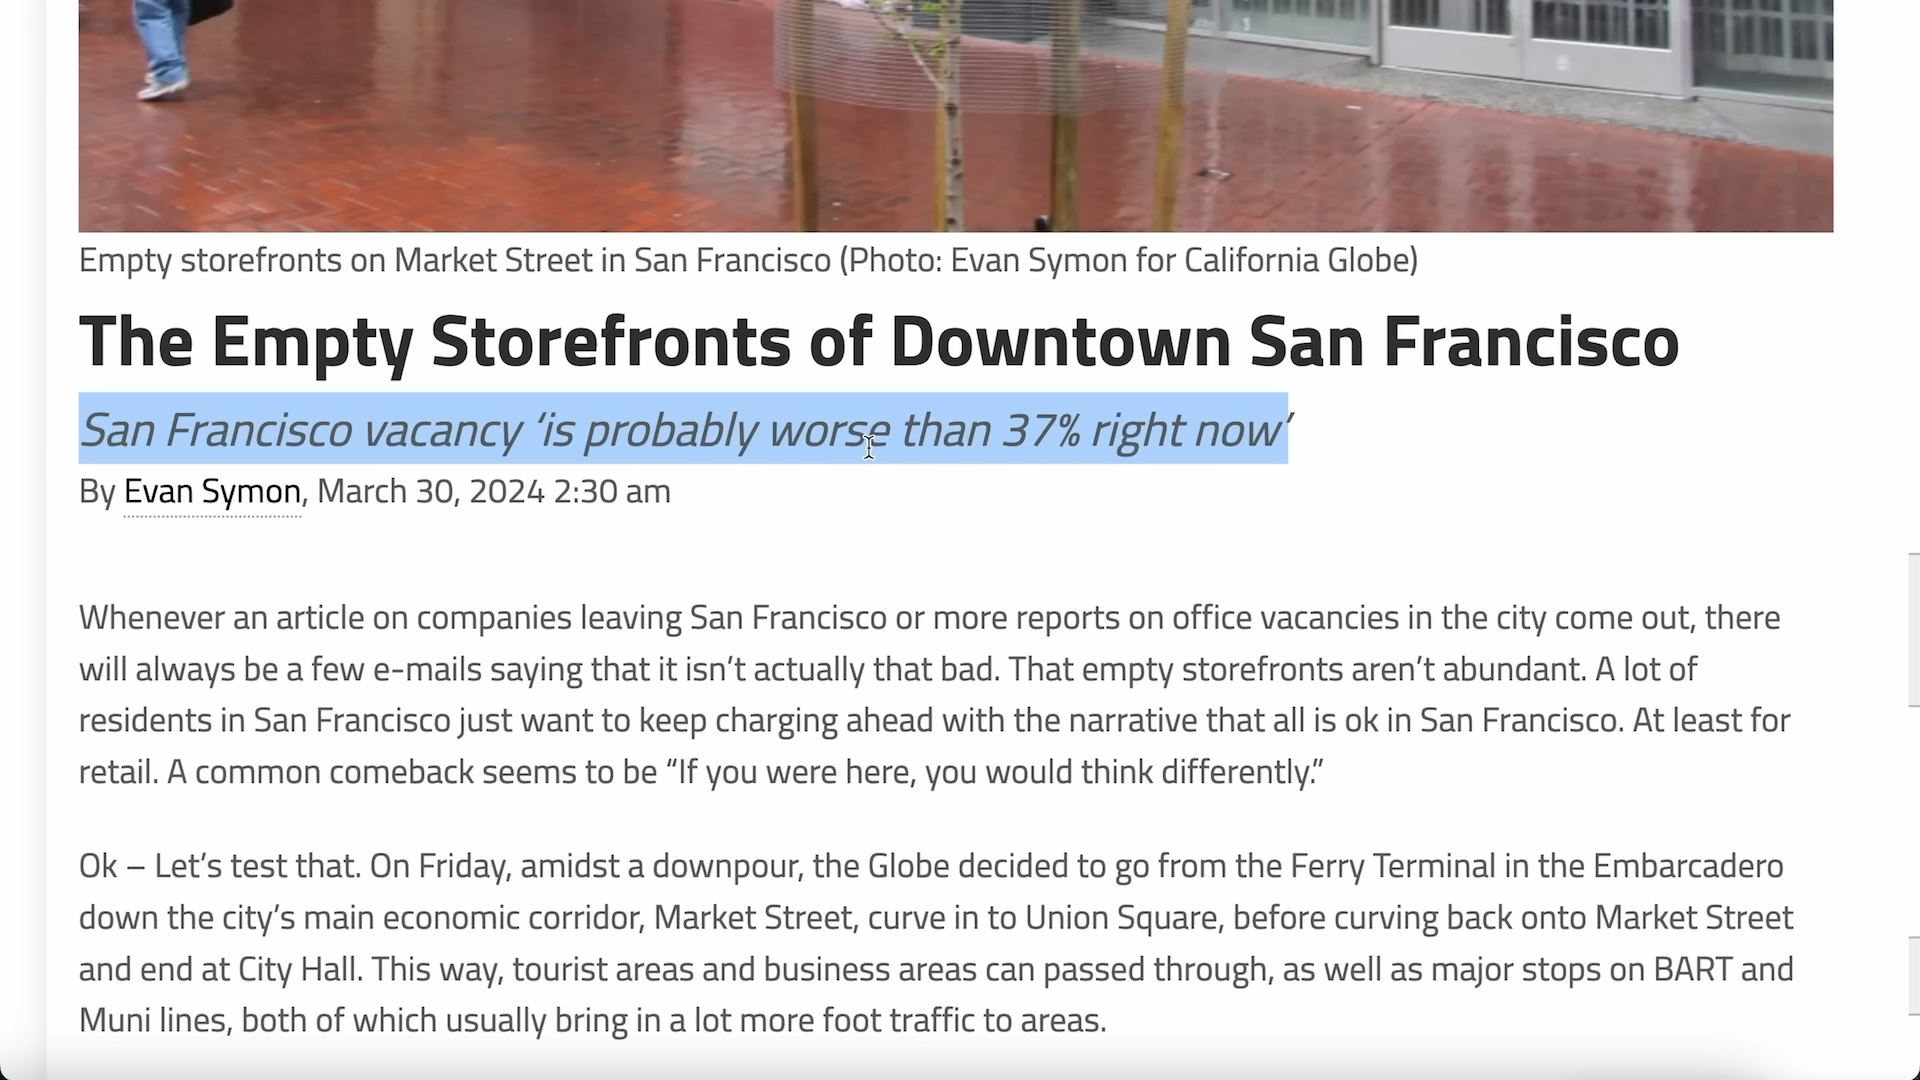 Empty storefronts on Market Street in San Francisco (Photo: Evan Symon for California Globe)
The Empty Storefronts of Downtown San Francisco
San Francisco vacancy ‘is probably worse than 37% right now’
By Evan Symon, March 30, 2024 2:30 am
Whenever an article on companies leaving San Francisco or more reports on office vacancies in the city come out, there
will always be a few e-mails saying that it isn’t actually that bad. That empty storefronts aren’t abundant. A lot of
residents in San Francisco just want to keep charging ahead with the narrative that all is ok in San Francisco. At least for
retail. A common comeback seems to be “If you were here, you would think differently.”
Ok – Let’s test that. On Friday, amidst a downpour, the Globe decided to go from the Ferry Terminal in the Embarcadero
down the city’s main economic corridor, Market Street, curve in to Union Square, before curving back onto Market Street
and end at City Hall. This way, tourist areas and business areas can passed through, as well as major stops on BART and
Muni lines, both of which usually bring in a lot more foot traffic to areas.